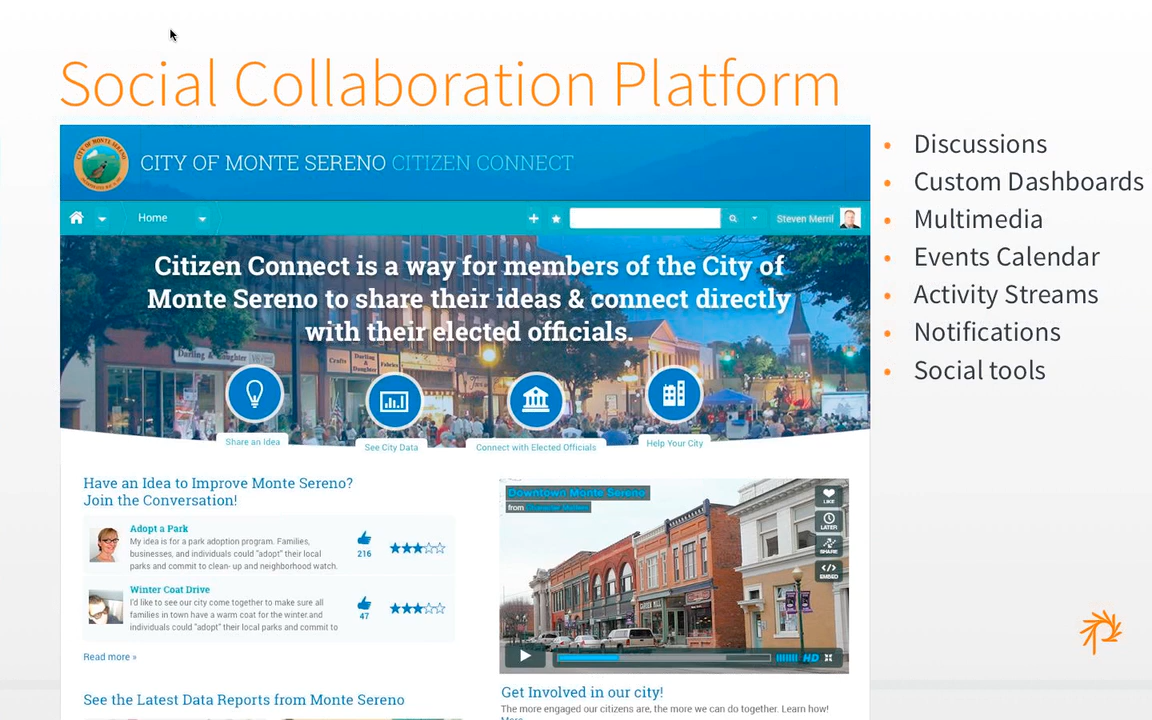 Social Collaboration Platform
CITY OF MONTE SERENO CITIZEN CONNECT
Home
Steven Merril
Citizen Connect is a way for members of the City of
Monte Sereno to share their ideas & connect directly
with their elected officials.
Darling & Daughter
Crafts
Darling & Daughter
Fabrics
Share an Idea
See City Data
Connect with Elected Officials
Help Your City
Have an Idea to Improve Monte Sereno?
Join the Conversation!
Adopt a Park
My idea is for a park adoption program. Families,
businesses, and individuals could "adopt" their local
parks and commit to clean- up and neighborhood watch.
216
Winter Coat Drive
I'd like to see our city come together to make sure all
families in town have a warm coat for the winter.and
individuals could "adopt" their local parks and commit to
47
Read more »
See the Latest Data Reports from Monte Sereno
Downtown Monte Sereno
from
LIKE
LATER
SHARE
EMBED
HD
Get Involved in our city!
The more engaged our citizens are, the more we can do together. Learn how!
More
• Discussions
• Custom Dashboards
• Multimedia
• Events Calendar
• Activity Streams
• Notifications
• Social tools